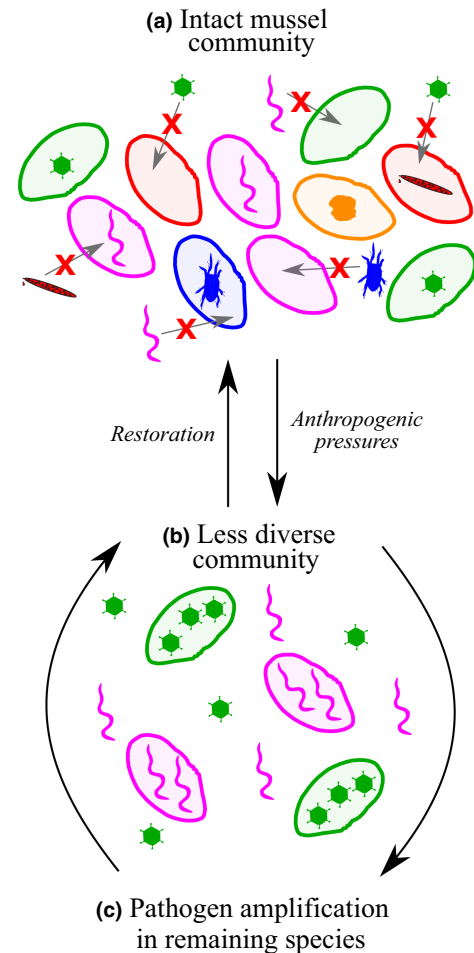 (a) Intact mussel
community
X
X
X
X
X
X
X
Restoration
Anthropogenic
pressures
(b) Less diverse
community
(c) Pathogen amplification
in remaining species